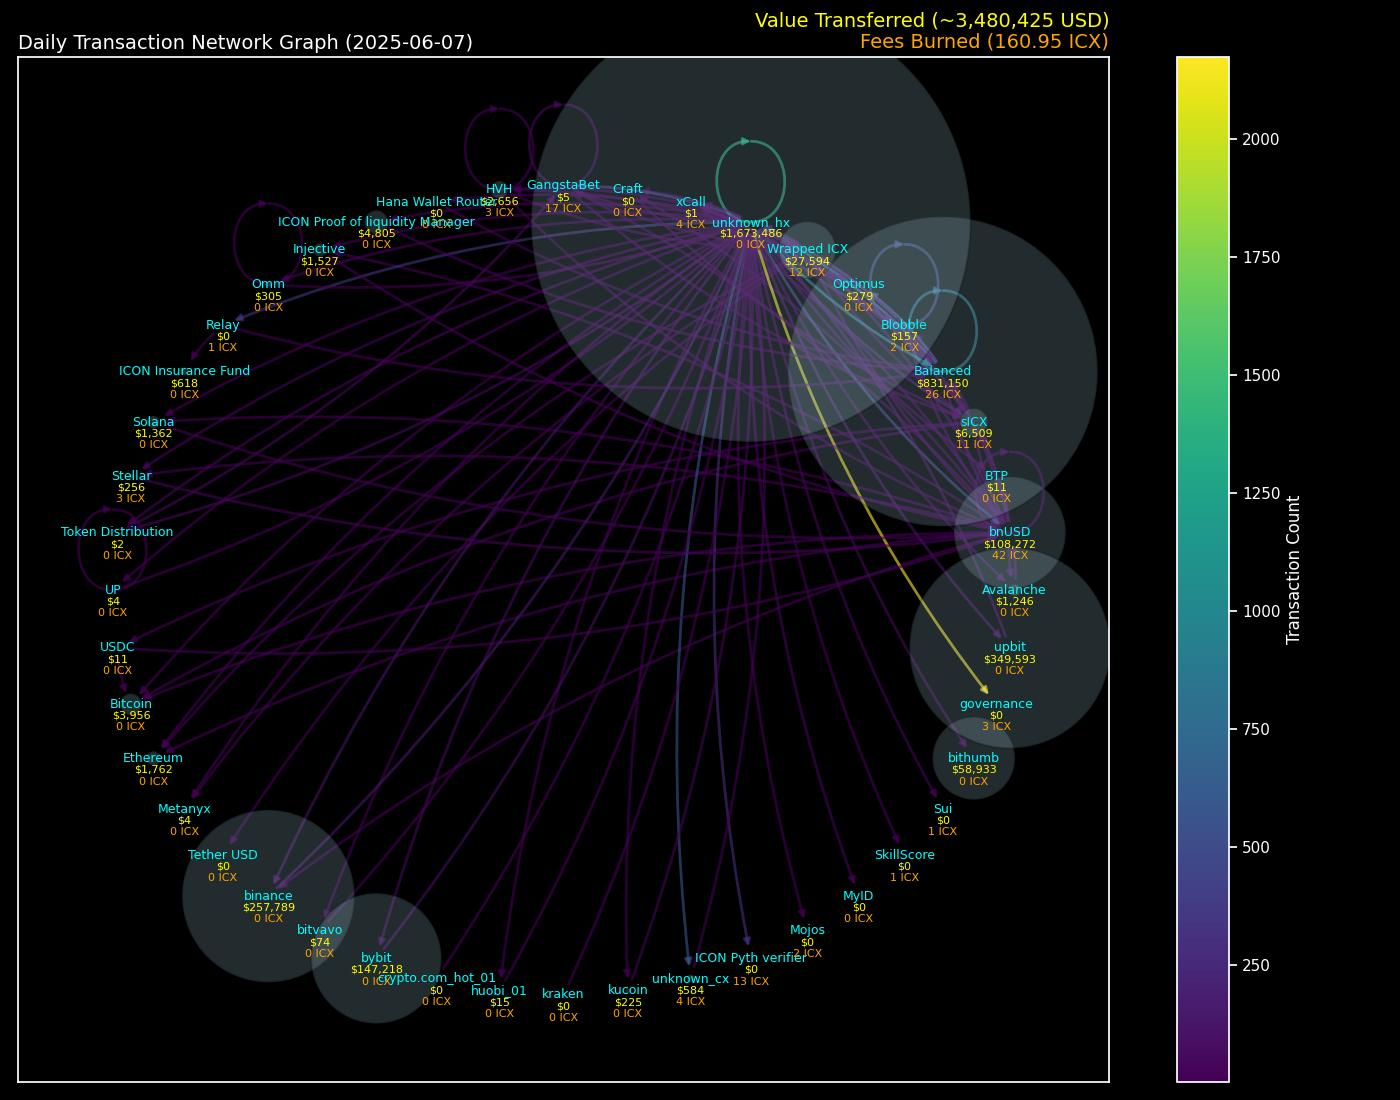 Value Transferred (~3,480,425 USD)
Daily Transaction Network Graph (2025-06-07)
Fees Burned (160.95 ICX)
HVH
$2,656
3 ICX
GangstaBet
$5
17 ICX
Craft
$0
0 ICX
xCall
$1
4 ICX
unknown_hx
$1,673,486
0 ICX
Hana Wallet Router
$0
0 ICX
ICON Proof of liquidity Manager
$4,805
0 ICX
Wrapped ICX
$27,594
12 ICX
Injective
$1,527
0 ICX
Optimus
$279
0 ICX
Omm
$305
0 ICX
Blobble
$157
2 ICX
Relay
$0
1 ICX
Balanced
$831,150
26 ICX
ICON Insurance Fund
$618
0 ICX
sICX
$6,509
11 ICX
Solana
$1,362
0 ICX
BTP
$11
0 ICX
Stellar
$256
3 ICX
bnUSD
$108,272
42 ICX
Token Distribution
$2
0 ICX
Avalanche
$1,246
0 ICX
UP
$4
0 ICX
upbit
$349,593
0 ICX
USDC
$11
0 ICX
governance
$0
3 ICX
Bitcoin
$3,956
0 ICX
bithumb
$58,933
0 ICX
Ethereum
$1,762
0 ICX
Sui
$0
1 ICX
Metanyx
$4
0 ICX
SkillScore
$0
1 ICX
Tether USD
$0
0 ICX
MyID
$0
0 ICX
binance
$257,789
0 ICX
Mojos
$0
2 ICX
bitvavo
$74
0 ICX
ICON Pyth verifier
$0
13 ICX
bybit
$147,218
0 ICX
unknown_cx
$584
4 ICX
crypto.com_hot_01
$0
0 ICX
huobi_01
$15
0 ICX
kraken
$0
0 ICX
kucoin
$225
0 ICX
2000
1750
1500
1250
1000
750
500
250
Transaction Count